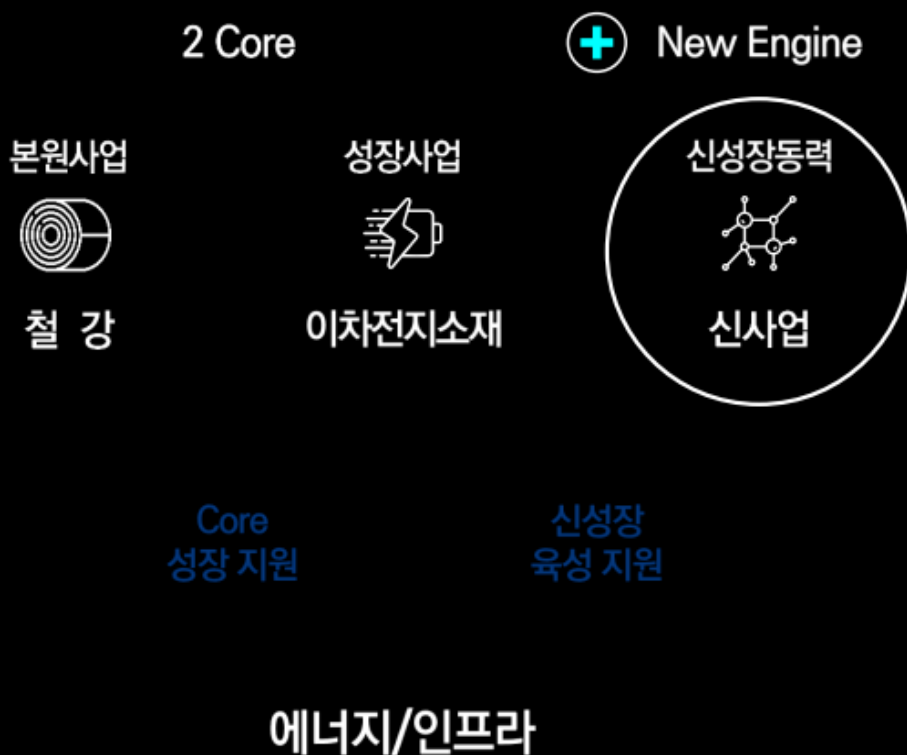 2 Core
New Engine
본원사업
성장사업
신성장동력
철 강
이차전지소재
신사업
Core
성장 지원
신성장
육성 지원
에너지/인프라